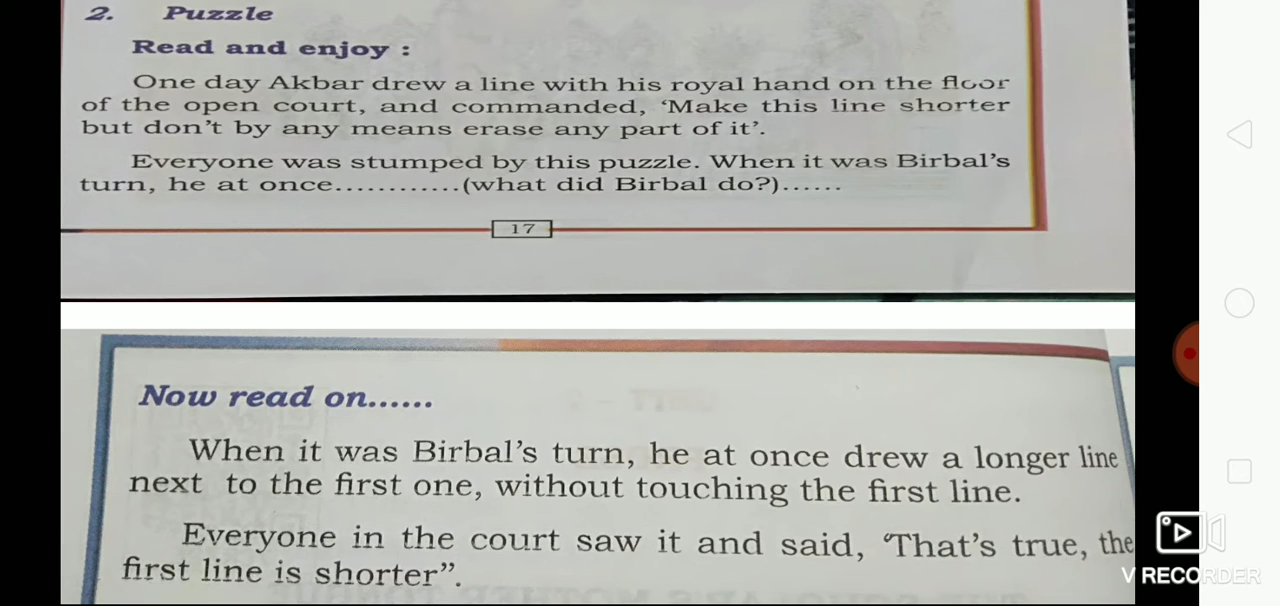 2. Puzzle
Read and enjoy :
One day Akbar drew a line with his royal hand on the floor
of the open court, and commanded, ‘Make this line shorter
but don’t by any means erase any part of it’.
Everyone was stumped by this puzzle. When it was Birbal’s
turn, he at once............(what did Birbal do?)......
17
Now read on......
When it was Birbal’s turn, he at once drew a longer line
next to the first one, without touching the first line.
Everyone in the court saw it and said, ‘That’s true, the
first line is shorter”.
V RECORDER